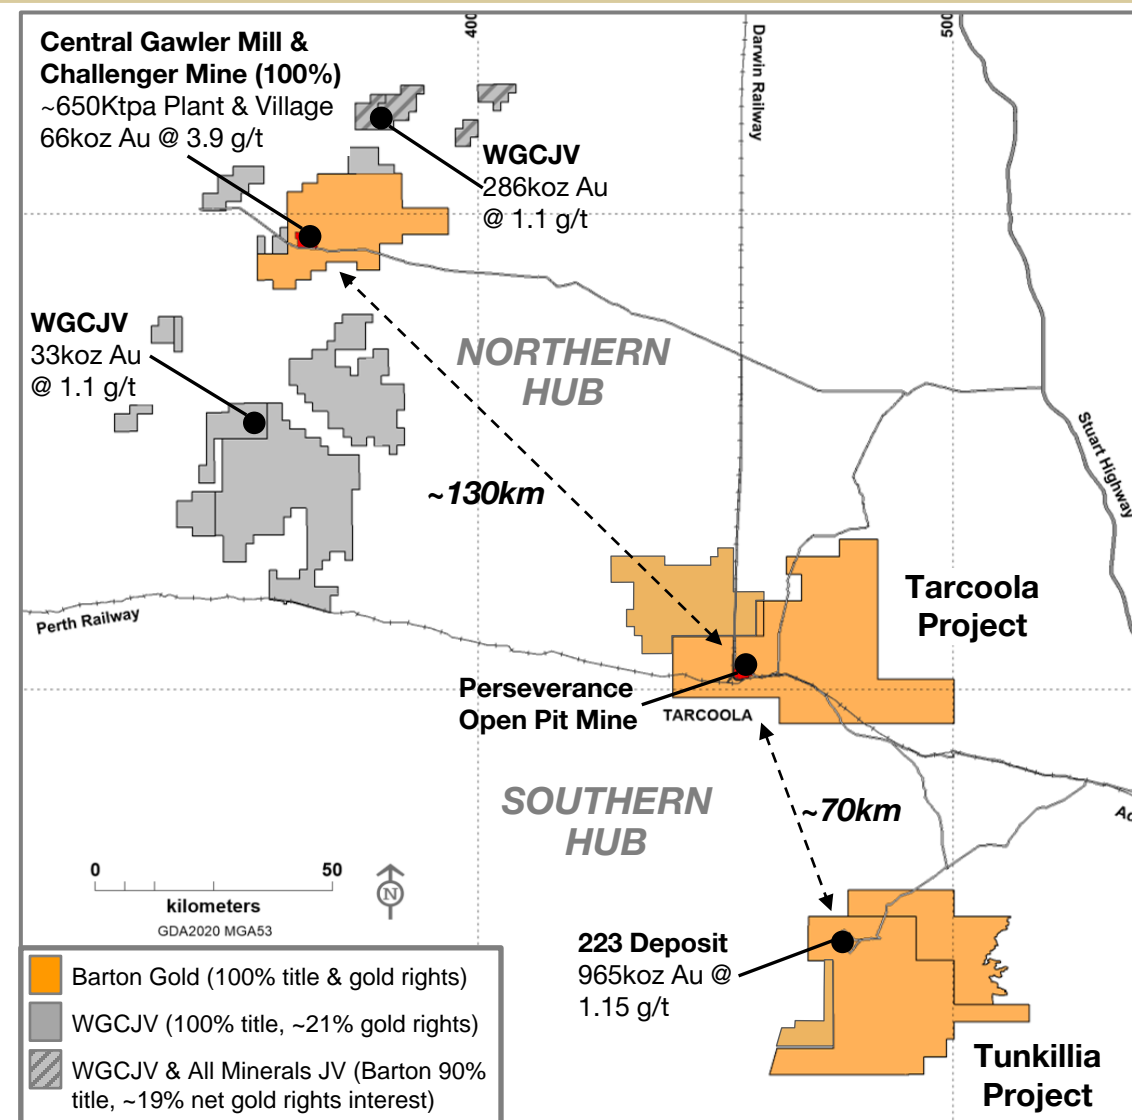 Central Gawler Mill &
Challenger Mine (100%)
~650Ktpa Plant & Village
66koz Au @ 3.9 g/t
400
Darwin Railway
500
WGCJV
286koz Au
@ 1.1 g/t
WGCJV
33koz Au
@ 1.1 g/t
NORTHERN
HUB
Stuart Highway
~130km
Tarcoola
Project
Perth Railway
Perseverance
Open Pit Mine
TARCOOLA
SOUTHERN
HUB
~70km
0
50
kilometers
GDA2020 MGA53
N
223 Deposit
965koz Au @
1.15 g/t
Tunkillia
Project
Barton Gold (100% title & gold rights)
WGCJV (100% title, ~21% gold rights)
WGCJV & All Minerals JV (Barton 90%
title, ~19% net gold rights interest)